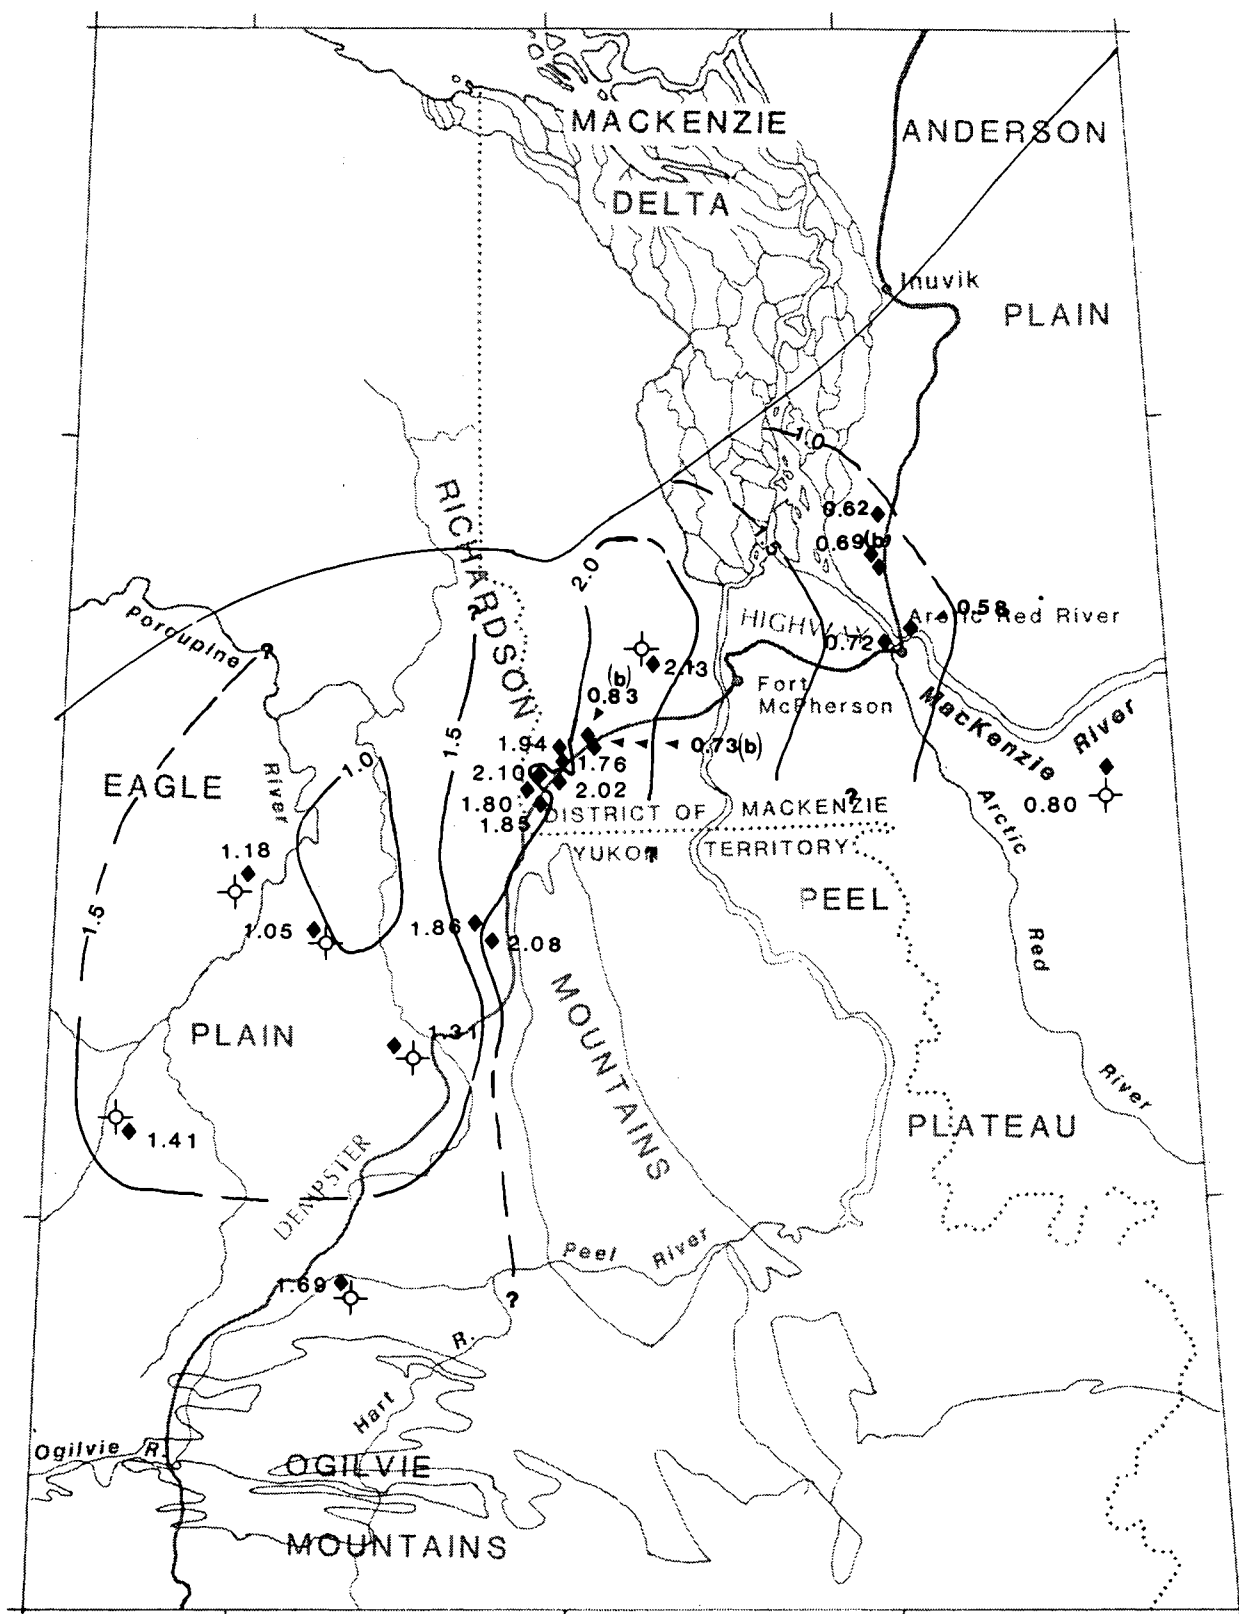 MACKENZIE
ANDERSON
DELTA
Inuvik
PLAIN
1.0
RICHARDSON
0.62
0.69(b)
2.0
0.58
Porcupine
?
HIGHWAY
Arctic Red River
0.72
2.13
(b)
0.83
Fort
McPherson
MacKenzie
River
1.5
1.94
0.73(b)
1.0
1.76
EAGLE
River
2.10
2.02
1.80
0.80
?
DISTRICT OF MACKENZIE
Arctic
1.85
YUKON TERRITORY
1.18
PEEL
1.5
1.05
1.86
2.08
Red
MOUNTAINS
PLAIN
1.31
River
1.41
PLATEAU
DEMPSTER
Peel River
1.69
?
R.
Hart
Ogilvie R.
OGILVIE
MOUNTAINS